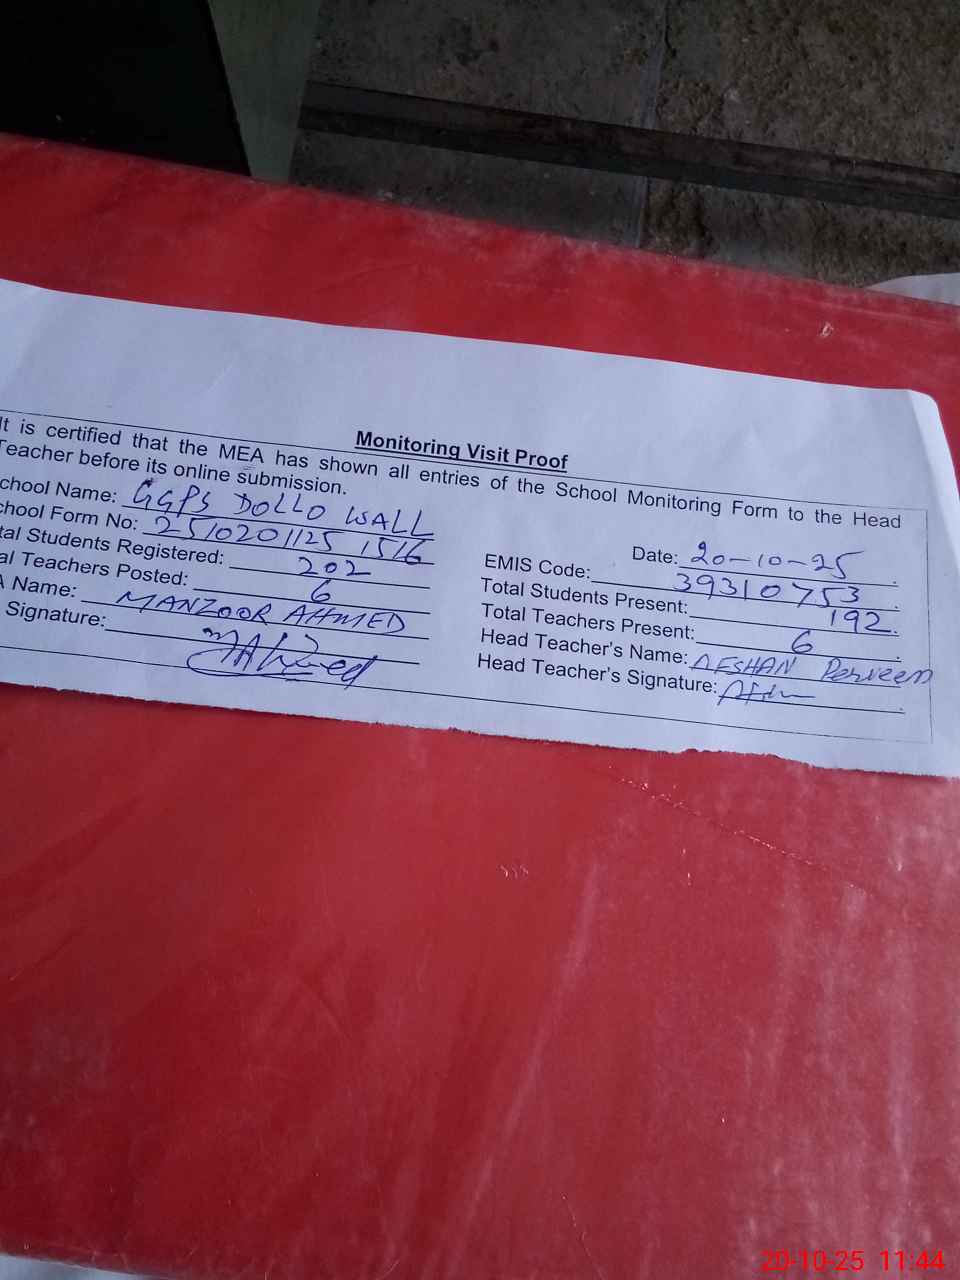 Monitoring Visit Proof
It is certified that the MEA has shown all entries of the School Monitoring Form to the Head
Teacher before its online submission.
Date: 20-10-25
chool Name: GGPS DOLLO WALL
EMIS Code: 39310753
chool Form No: 2510201125 1516
Total Students Present: 192
tal Students Registered: 202
Total Teachers Present: 6
al Teachers Posted: 6
Head Teacher's Name: AFSHAN Perveen
A Name: MANZOOR AHMED
Head Teacher's Signature:
Signature: MAhmed
20-10-25 11:44